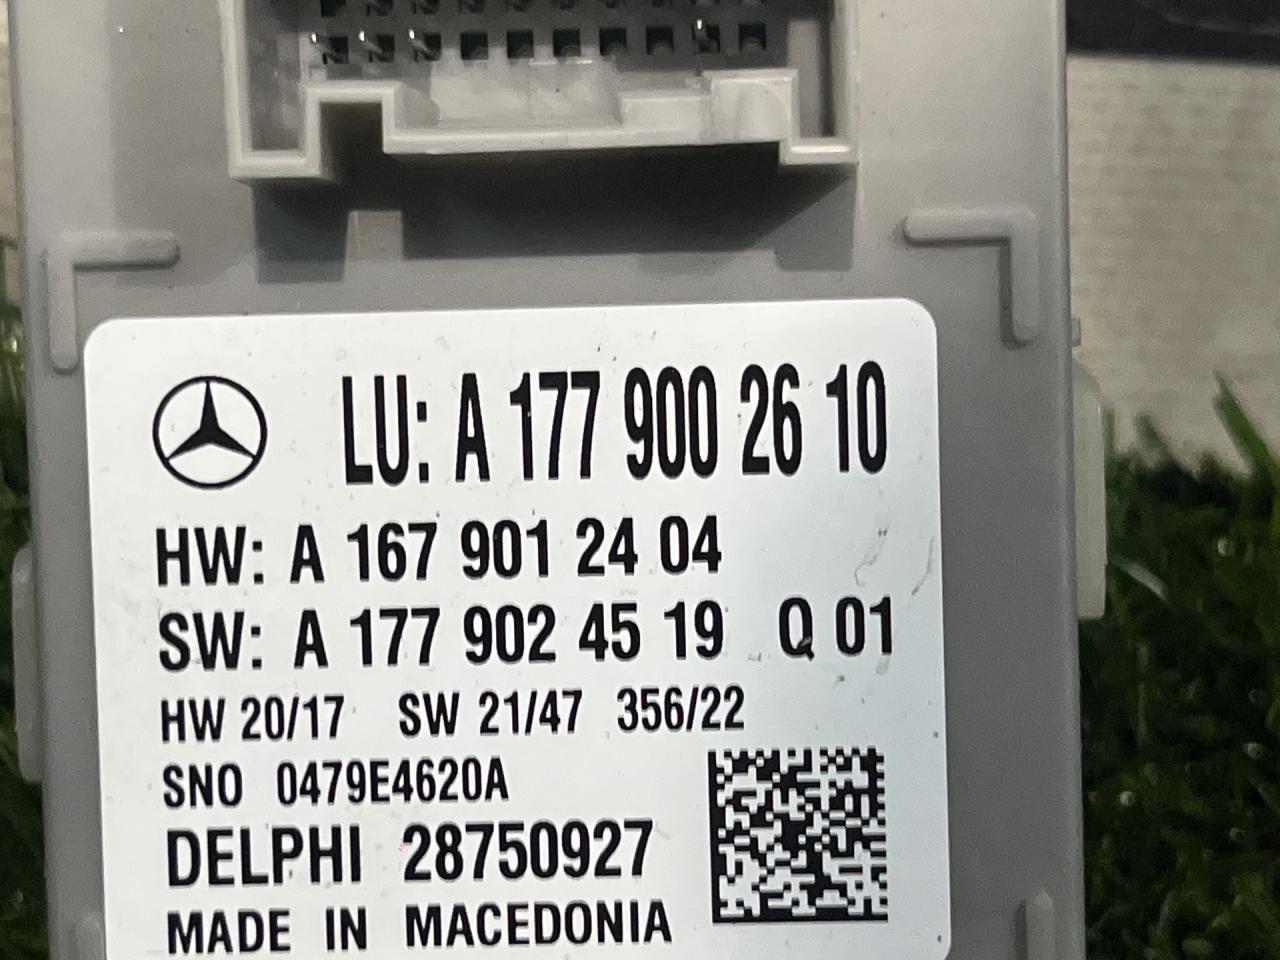 LU: A 177 900 26 10
HW: A 167 901 24 04
SW: A 177 902 45 19 Q 01
HW 20/17 SW 21/47 356/22
SNO 0479E4620A
DELPHI 28750927
MADE IN MACEDONIA